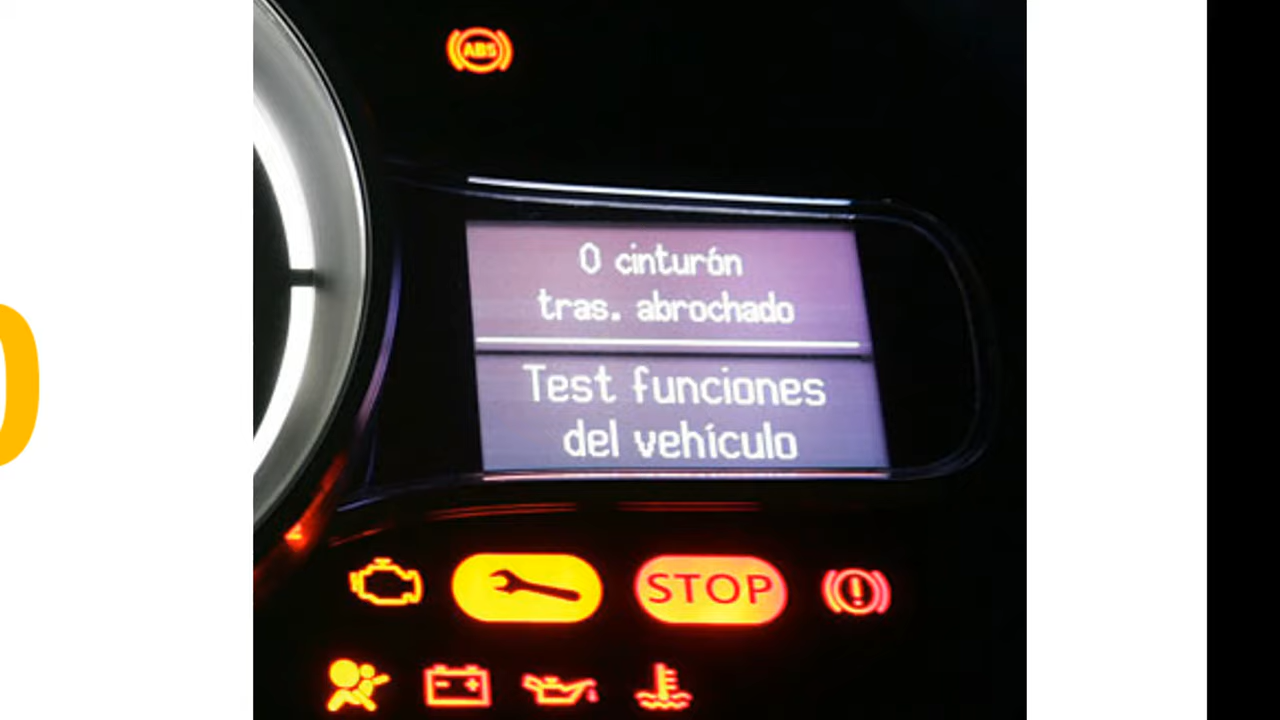 ABS
0 cinturón
tras. abrochado
Test funciones
del vehículo
STOP